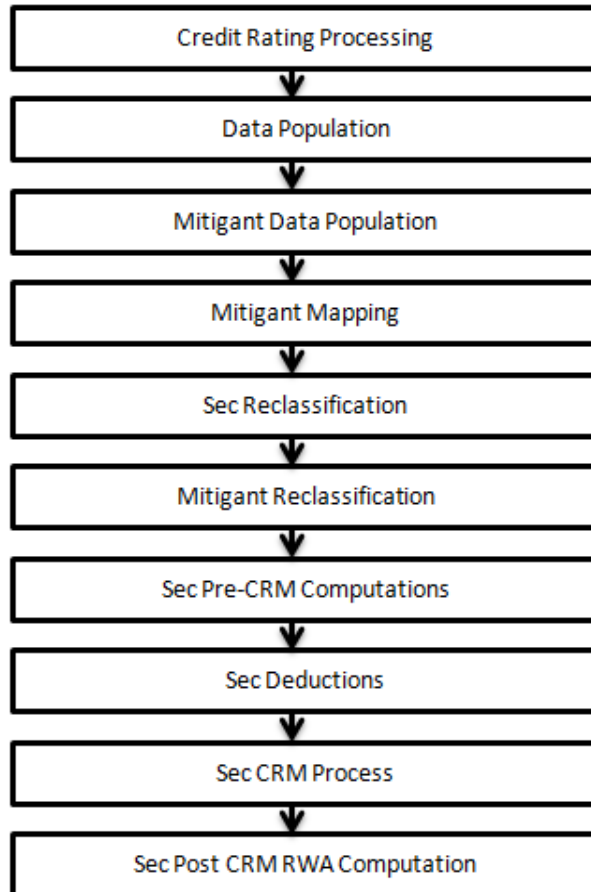 Credit Rating Processing
Data Population
Mitigant Data Population
Mitigant Mapping
Sec Reclassification
Mitigant Reclassification
Sec Pre-CRM Computations
Sec Deductions
Sec CRM Process
Sec Post CRM RWA Computation